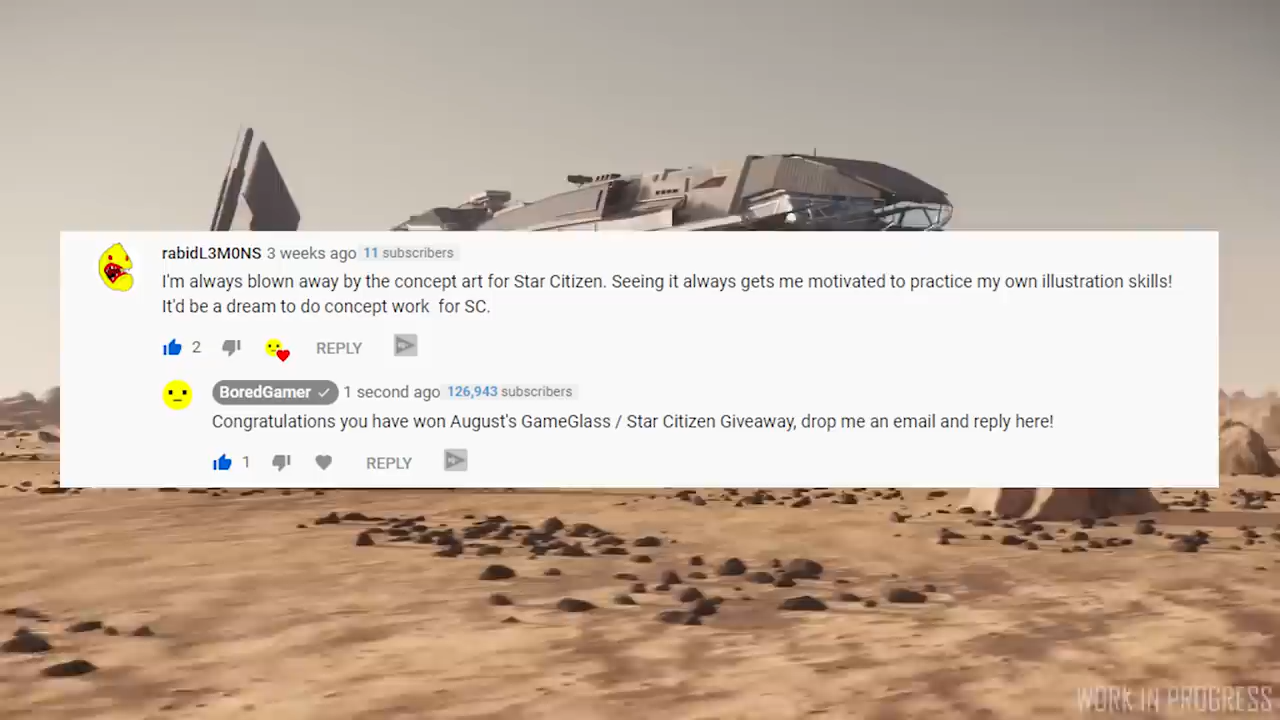 rabidL3M0NS 3 weeks ago 11 subscribers
I'm always blown away by the concept art for Star Citizen. Seeing it always gets me motivated to practice my own illustration skills!
It'd be a dream to do concept work  for SC.
2 REPLY
BoredGamer 1 second ago 126,943 subscribers
Congratulations you have won August's GameGlass / Star Citizen Giveaway, drop me an email and reply here!
1 REPLY
WORK IN PROGRESS